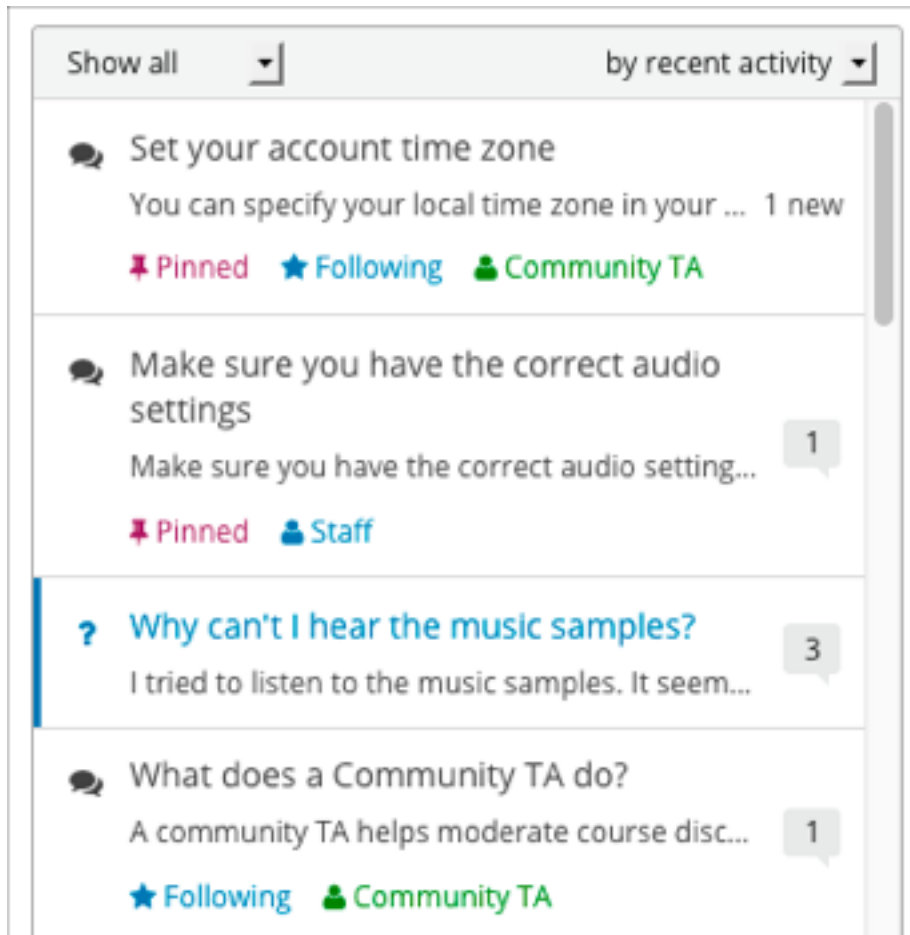 Show all by recent activity
Set your account time zone
You can specify your local time zone in your ... 1 new
Pinned Following Community TA
Make sure you have the correct audio
settings
1
Make sure you have the correct audio setting...
Pinned Staff
? Why can't I hear the music samples?
3
I tried to listen to the music samples. It seem...
What does a Community TA do?
A community TA helps moderate course disc... 1
Following Community TA